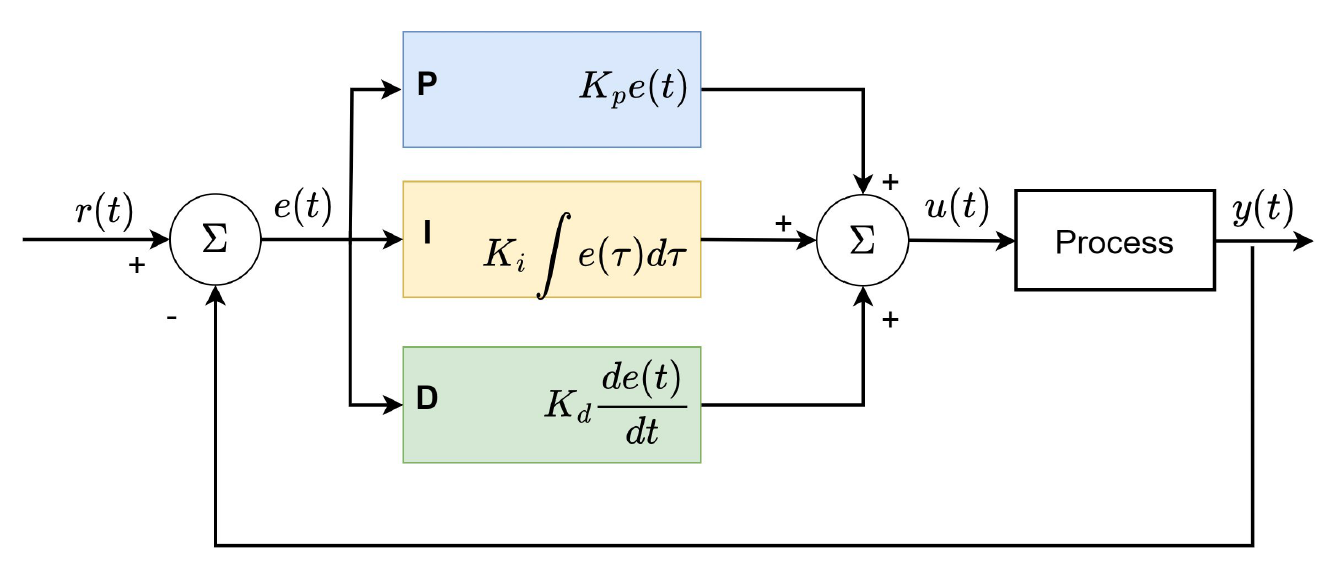 r(t)
+
-
Σ
e(t)
P K_p e(t)
I K_i ∫ e(τ)dτ
D K_d de(t)/dt
+
+
+
Σ
u(t)
Process
y(t)